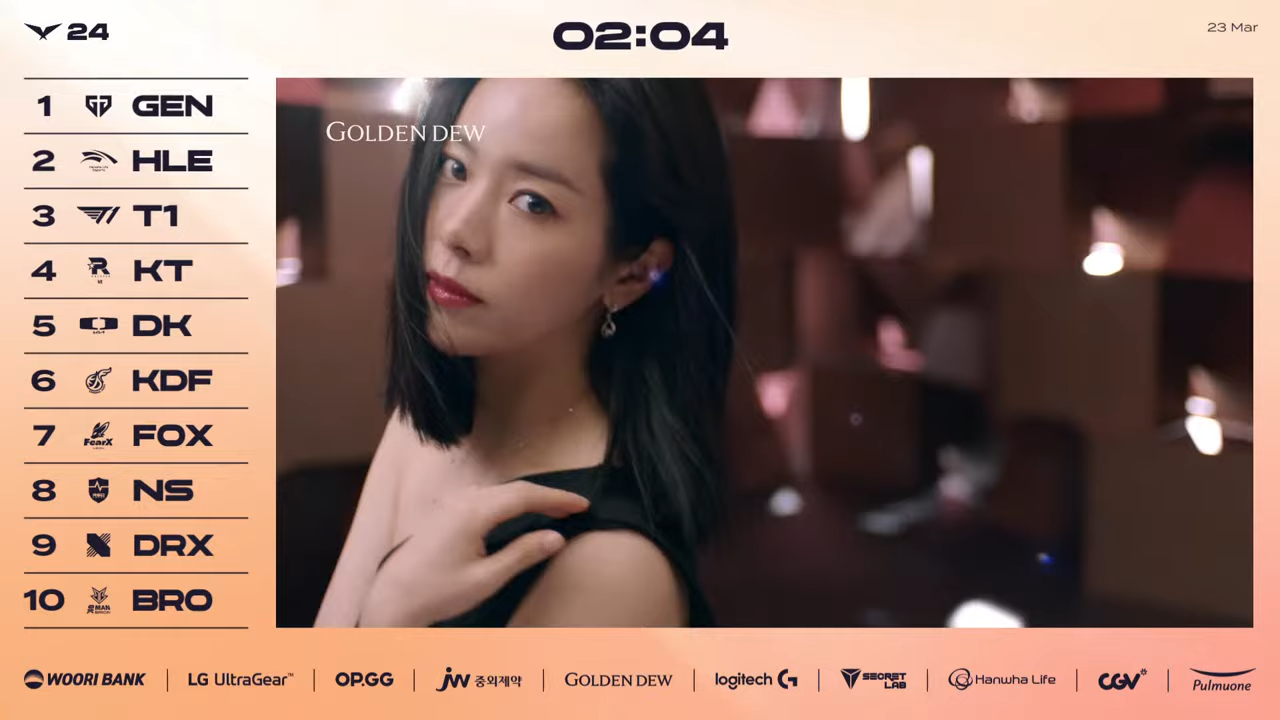 24
02:04
23 Mar
1 GEN
2 HLE
3 T1
4 KT
5 DK
6 KDF
7 FearX FOX
8 NS
9 DRX
10 BRO
GOLDEN DEW
WOORI BANK LG UltraGear™ OP.GG jw 중외제약 GOLDEN DEW logitech G SECRET LAB Hanwha Life CGV Pulmuone